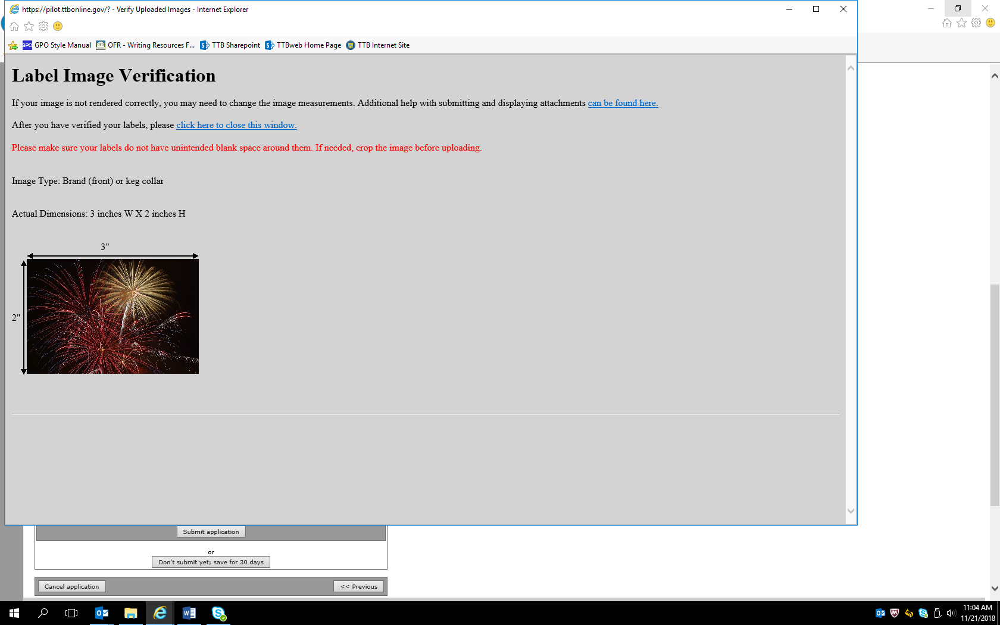 https://pilot.ttbonline.gov/? - Verify Uploaded Images - Internet Explorer
GPO GPO Style Manual OFR - Writing Resources F... TTB Sharepoint TTBweb Home Page TTB Internet Site
Label Image Verification
If your image is not rendered correctly, you may need to change the image measurements. Additional help with submitting and displaying attachments can be found here.
After you have verified your labels, please click here to close this window.
Please make sure your labels do not have unintended blank space around them. If needed, crop the image before uploading.
Image Type: Brand (front) or keg collar
Actual Dimensions: 3 inches W X 2 inches H
3"
2"
Submit application
or
Don't submit yet; save for 30 days
Cancel application << Previous
11:04 AM
11/21/2018